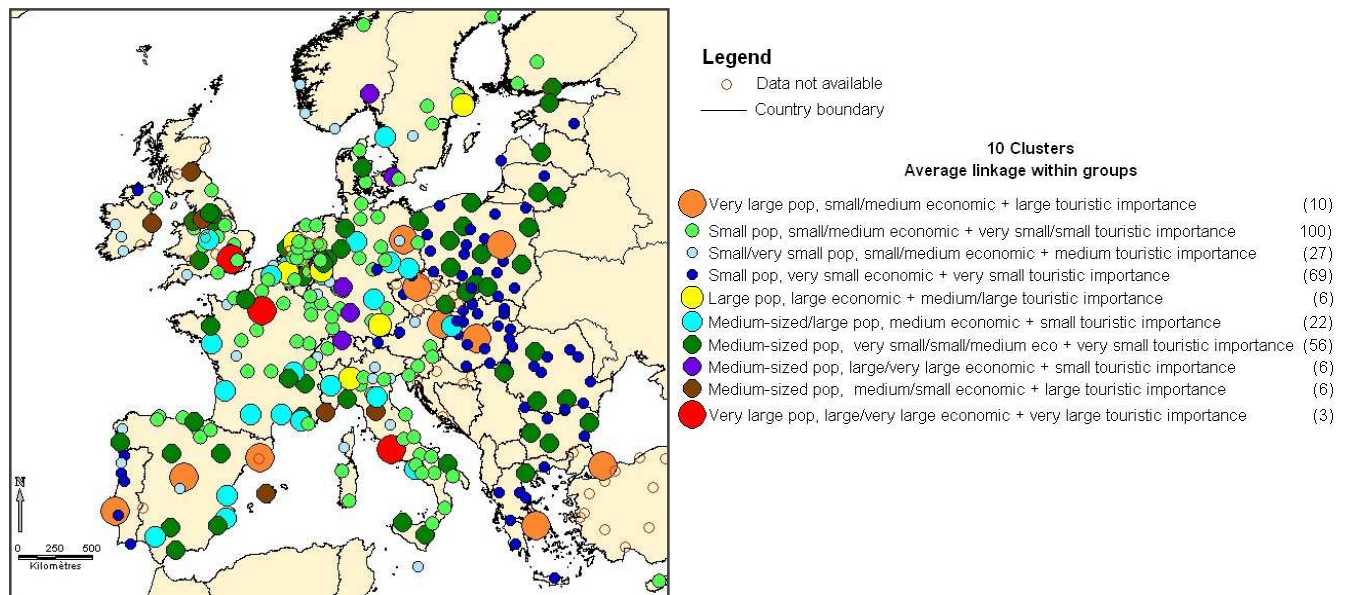 Legend
Data not available
Country boundary
10 Clusters
Average linkage within groups
Very large pop, small/medium economic + large touristic importance (10)
Small pop, small/medium economic + very small/small touristic importance 100)
Small/very small pop, small/medium economic + medium touristic importance (27)
Small pop, very small economic + very small touristic importance (69)
Large pop, large economic + medium/large touristic importance (6)
Medium-sized/large pop, medium economic + small touristic importance (22)
Medium-sized pop, very small/small/medium eco + very small touristic importance (56)
Medium-sized pop, large/very large economic + small touristic importance (6)
Medium-sized pop, medium/small economic + large touristic importance (6)
Very large pop, large/very large economic + very large touristic importance (3)
N
0 250 500
Kilomètres